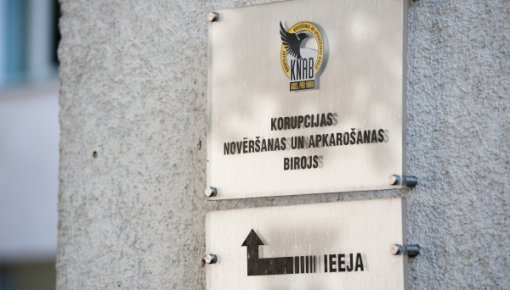 KNAB
KORUPCIJAS
NOVĒRŠANAS UN APKAROŠANAS
BIROJS
IEEJA